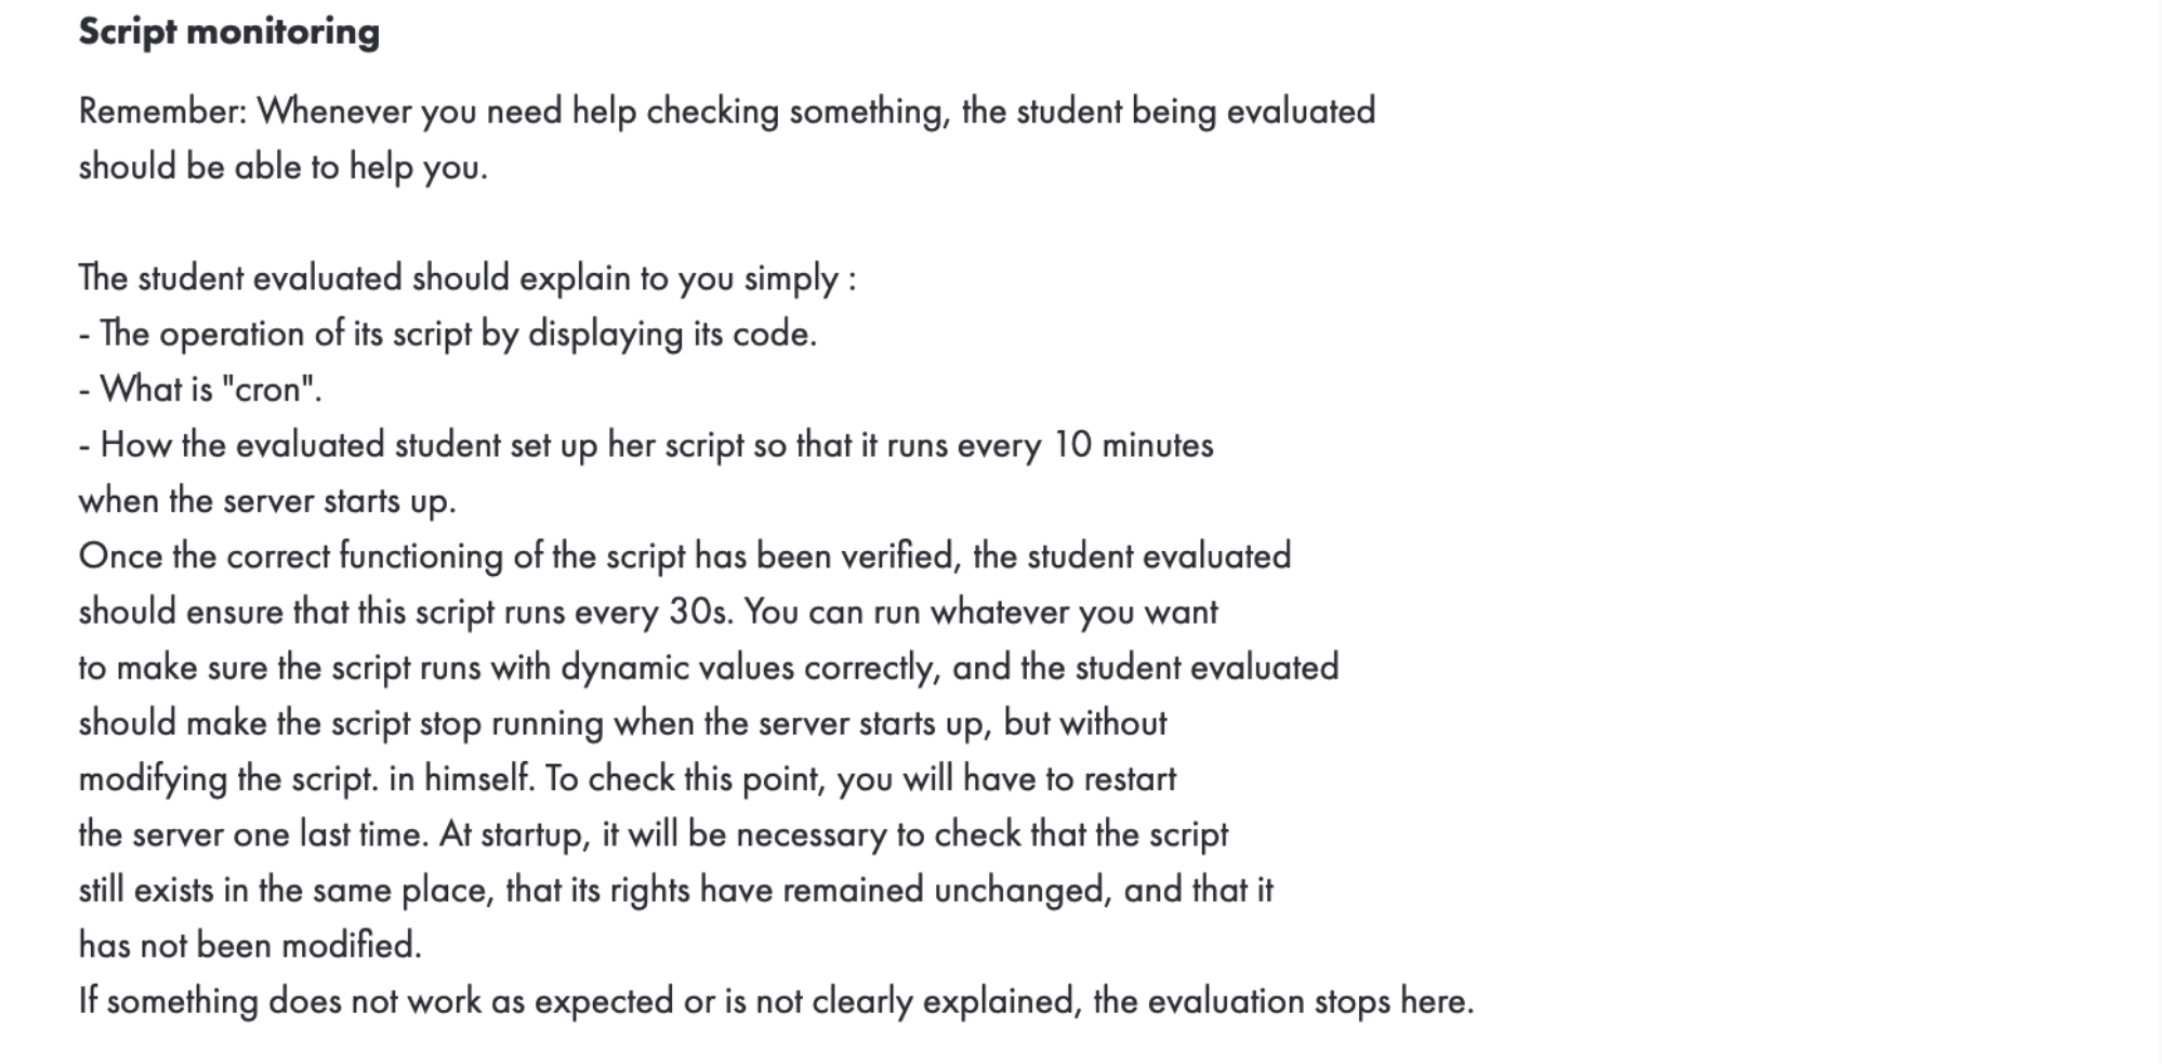 Script monitoring
Remember: Whenever you need help checking something, the student being evaluated
should be able to help you.
The student evaluated should explain to you simply :
- The operation of its script by displaying its code.
- What is "cron".
- How the evaluated student set up her script so that it runs every 10 minutes
when the server starts up.
Once the correct functioning of the script has been verified, the student evaluated
should ensure that this script runs every 30s. You can run whatever you want
to make sure the script runs with dynamic values correctly, and the student evaluated
should make the script stop running when the server starts up, but without
modifying the script. in himself. To check this point, you will have to restart
the server one last time. At startup, it will be necessary to check that the script
still exists in the same place, that its rights have remained unchanged, and that it
has not been modified.
If something does not work as expected or is not clearly explained, the evaluation stops here.